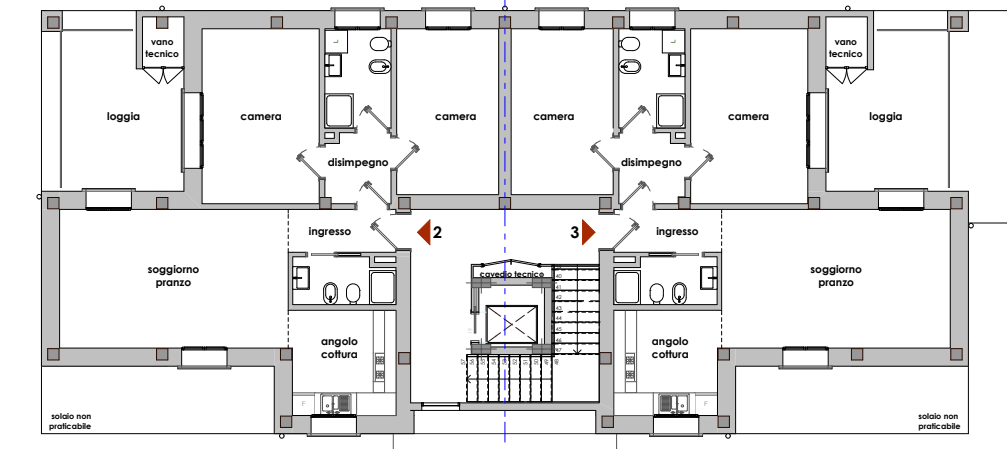 vano
tecnico
vano
tecnico
loggia
camera
camera
camera
camera
loggia
L
L
disimpegno
disimpegno
ingresso
2
3
ingresso
soggiorno
pranzo
cavedio tecnico
soggiorno
pranzo
angolo
cottura
angolo
cottura
F
F
solaio non
praticabile
solaio non
praticabile